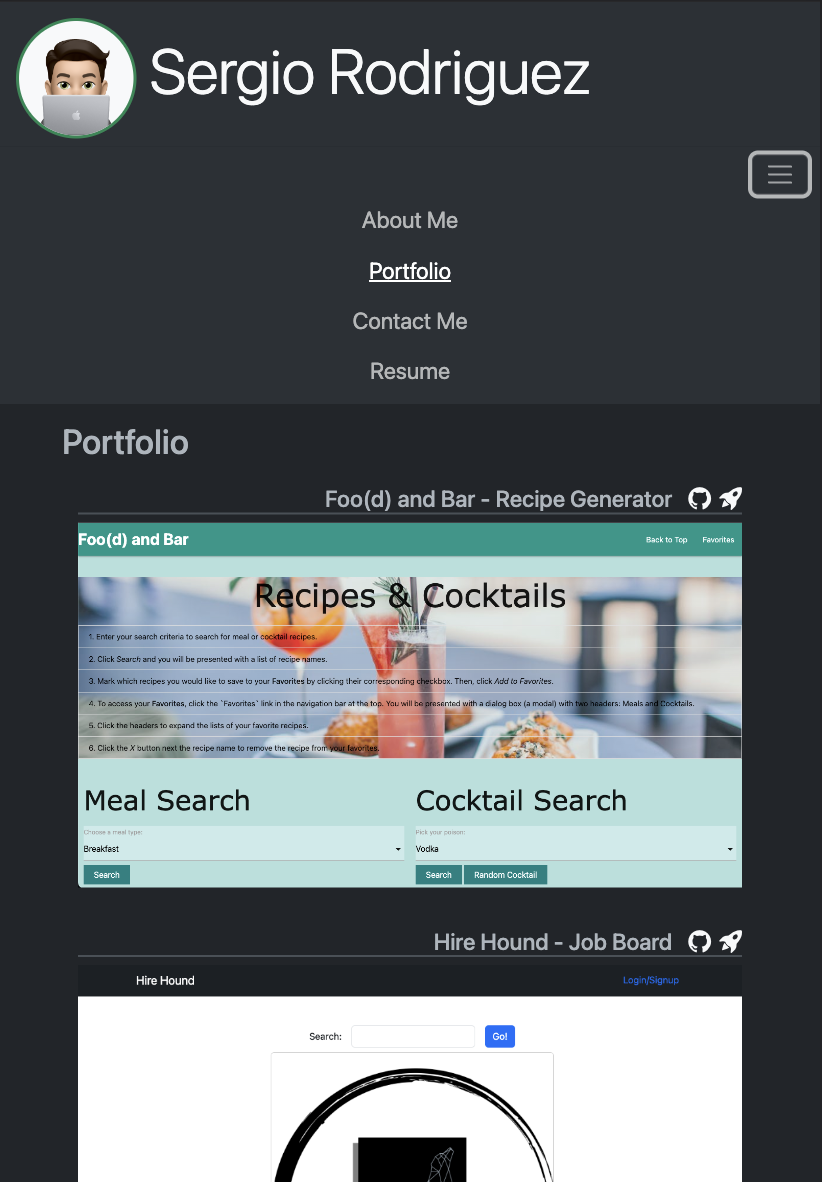 Sergio Rodriguez
About Me
Portfolio
Contact Me
Resume
Portfolio
Foo(d) and Bar - Recipe Generator
Foo(d) and Bar
Back to Top Favorites
Recipes & Cocktails
1. Enter your search criteria to search for meal or cocktail recipes.
2. Click Search and you will be presented with a list of recipe names.
3. Mark which recipes you would like to save to your Favorites by clicking their corresponding checkbox. Then, click Add to Favorites.
4. To access your Favorites, click the `Favorites` link in the navigation bar at the top. You will be presented with a dialog box (a modal) with two headers: Meals and Cocktails.
5. Click the headers to expand the lists of your favorite recipes.
6. Click the X button next the recipe name to remove the recipe from your favorites.
Meal Search
Choose a meal type:
Breakfast
Search
Cocktail Search
Pick your poison:
Vodka
Search Random Cocktail
Hire Hound - Job Board
Hire Hound
Login/Signup
Search: Go!